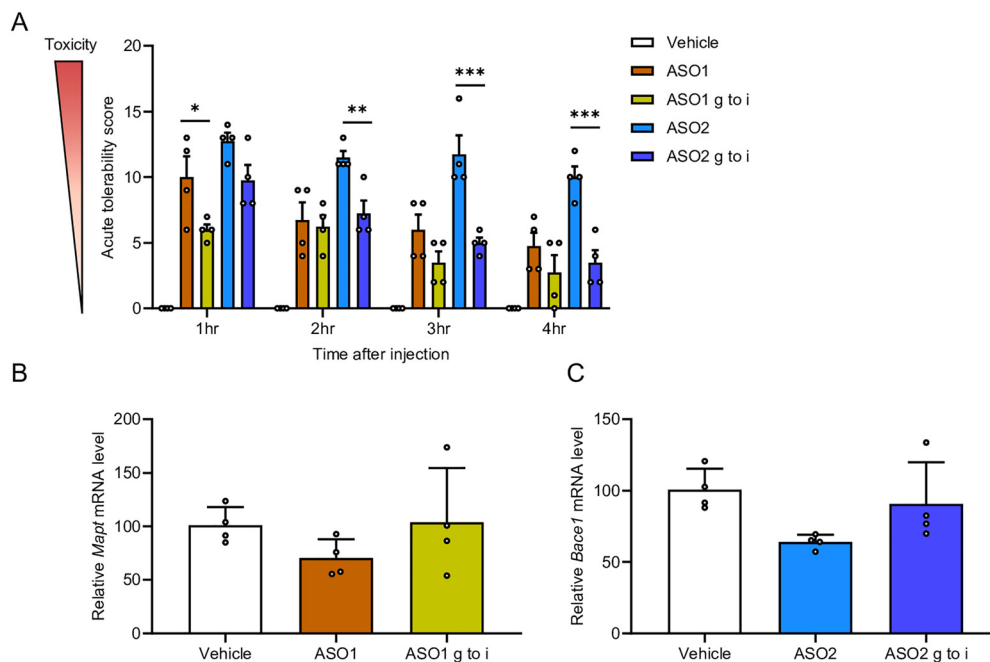 A
Toxicity
Acute tolerability score
20
15
10
5
0
*
**
***
***
1hr
2hr
3hr
4hr
Time after injection
Vehicle
ASO1
ASO1 g to i
ASO2
ASO2 g to i
B
Relative Mapt mRNA level
200
150
100
50
0
Vehicle
ASO1
ASO1 g to i
C
Relative Bace1 mRNA level
150
100
50
0
Vehicle
ASO2
ASO2 g to i